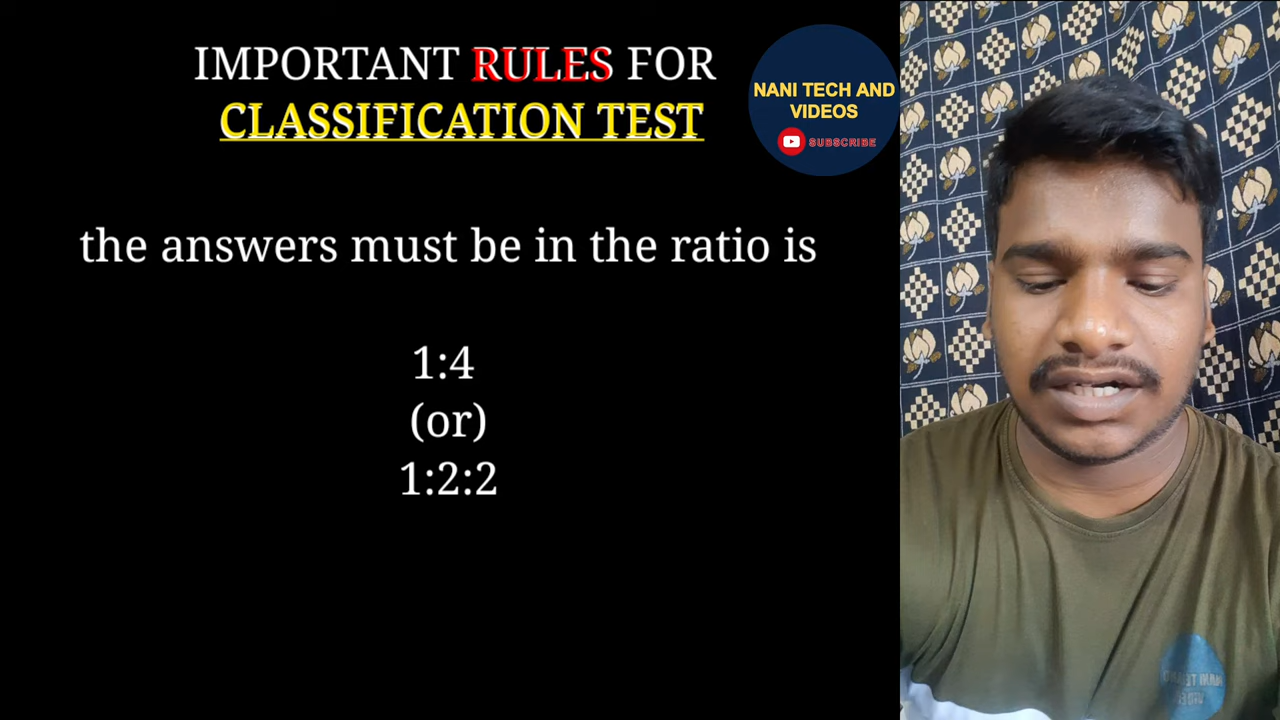 IMPORTANT RULES FOR
CLASSIFICATION TEST
NANI TECH AND
VIDEOS
SUBSCRIBE
the answers must be in the ratio is
1:4
(or)
1:2:2